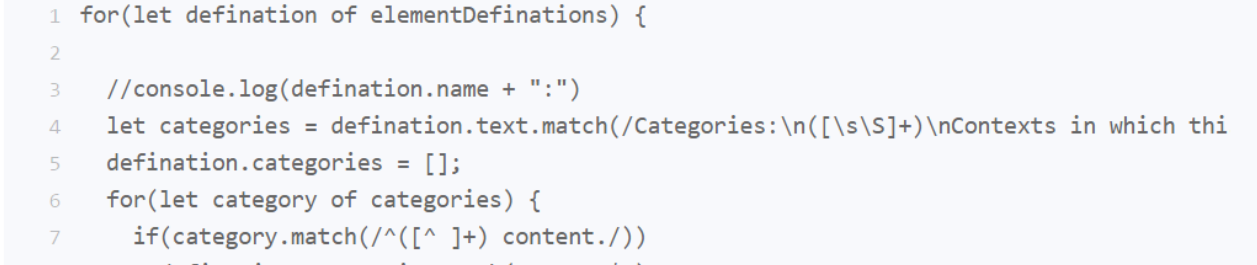 1 for(let defination of elementDefinations) {
2
3 //console.log(defination.name + ":")
4 let categories = defination.text.match(/Categories:\n([\s\S]+)\nContexts in which thi
5 defination.categories = [];
6 for(let category of categories) {
7 if(category.match(/^([^ ]+) content./))